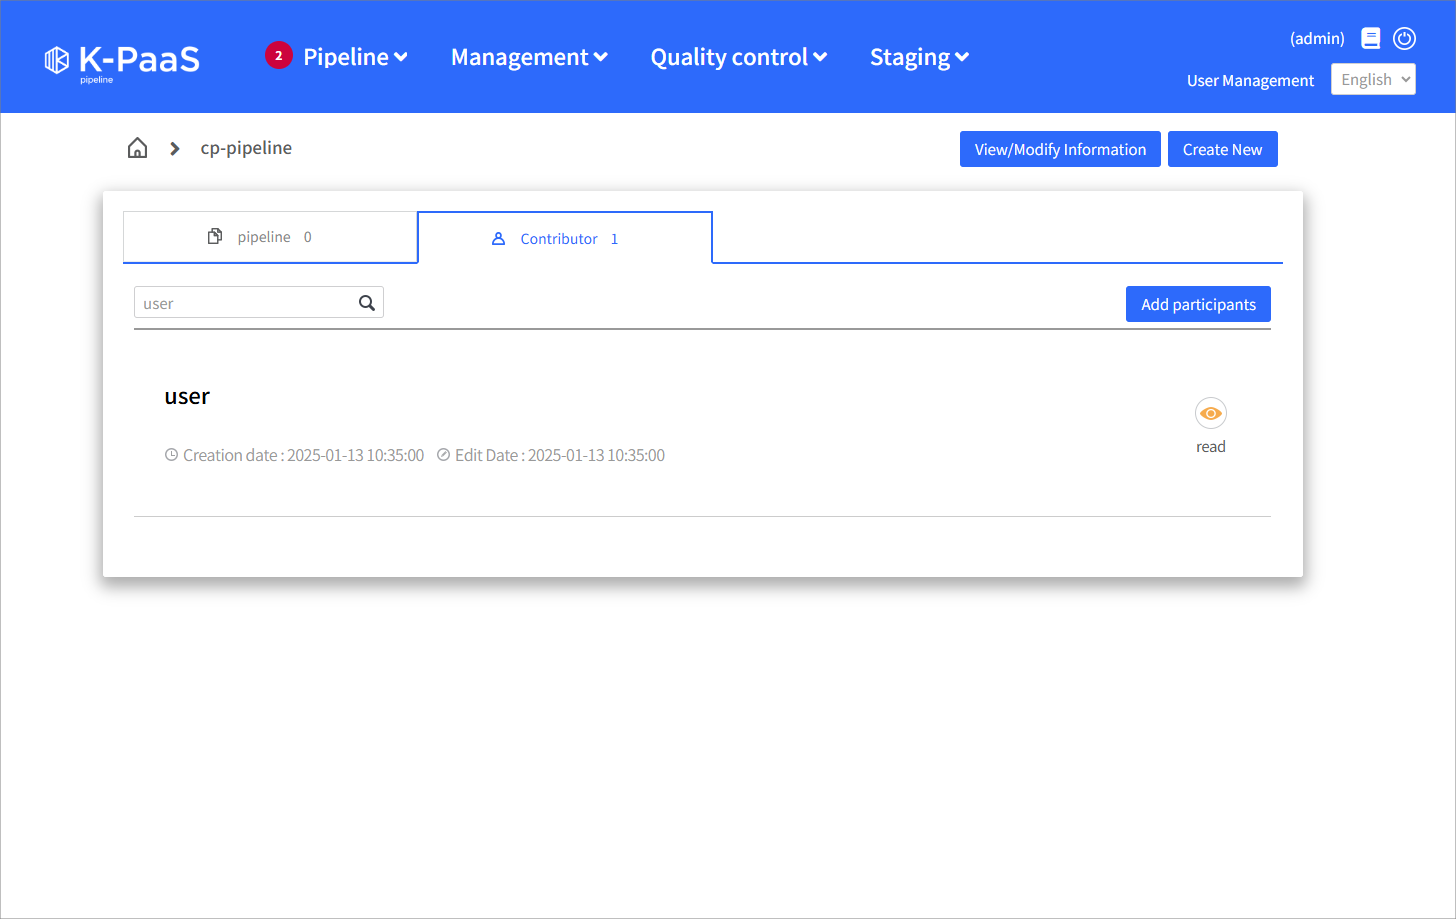 K-PaaS
pipeline
2 Pipeline Management Quality control Staging
(admin)
User Management English
cp-pipeline
View/Modify Information Create New
pipeline 0 Contributor 1
user
Add participants
user
Creation date : 2025-01-13 10:35:00 Edit Date : 2025-01-13 10:35:00
read